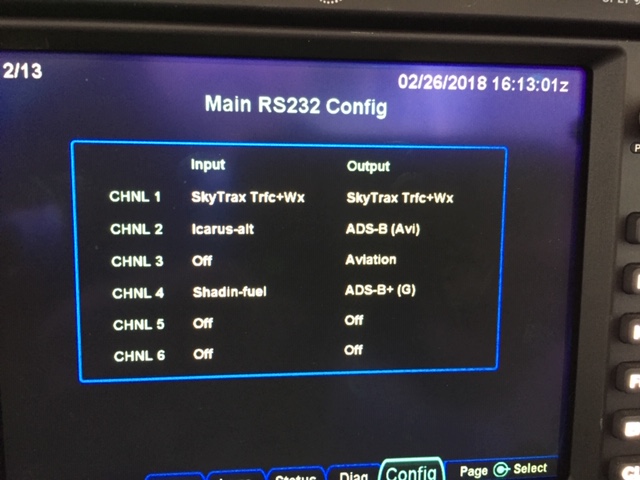 2/13
02/26/2018 16:13:01z
Main RS232 Config
Input Output
CHNL 1 SkyTrax Trfc+Wx SkyTrax Trfc+Wx
CHNL 2 Icarus-alt ADS-B (Avi)
CHNL 3 Off Aviation
CHNL 4 Shadin-fuel ADS-B+ (G)
CHNL 5 Off Off
CHNL 6 Off Off
Status Diag Config Page Select